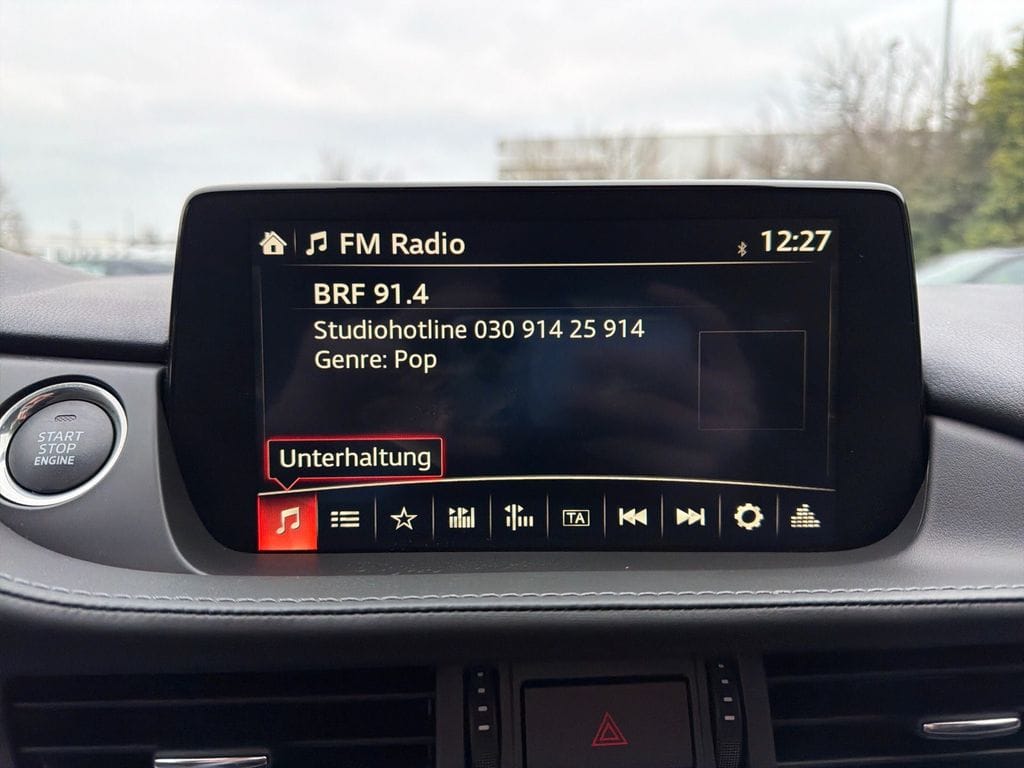 FM Radio
12:27
BRF 91.4
Studiohotline 030 914 25 914
Genre: Pop
START
STOP
ENGINE
Unterhaltung
TA